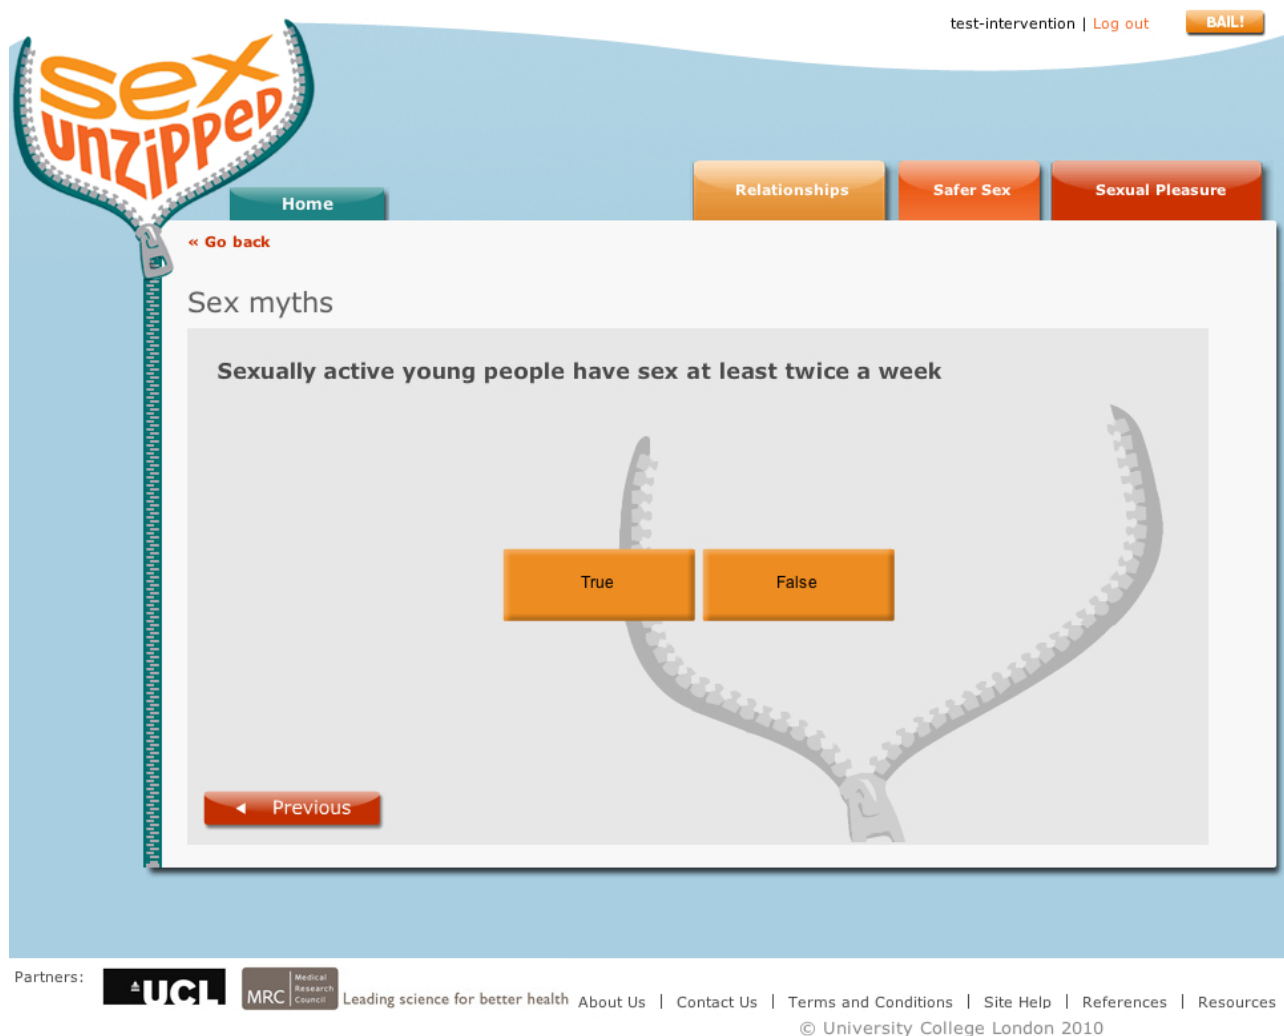 test-intervention | Log out
BAIL!
sex
unzipped
Home
Relationships
Safer Sex
Sexual Pleasure
« Go back
Sex myths
Sexually active young people have sex at least twice a week
True
False
Previous
Partners:
UCL
MRC
Medical
Research
Council
Leading science for better health
About Us | Contact Us | Terms and Conditions | Site Help | References | Resources
© University College London 2010